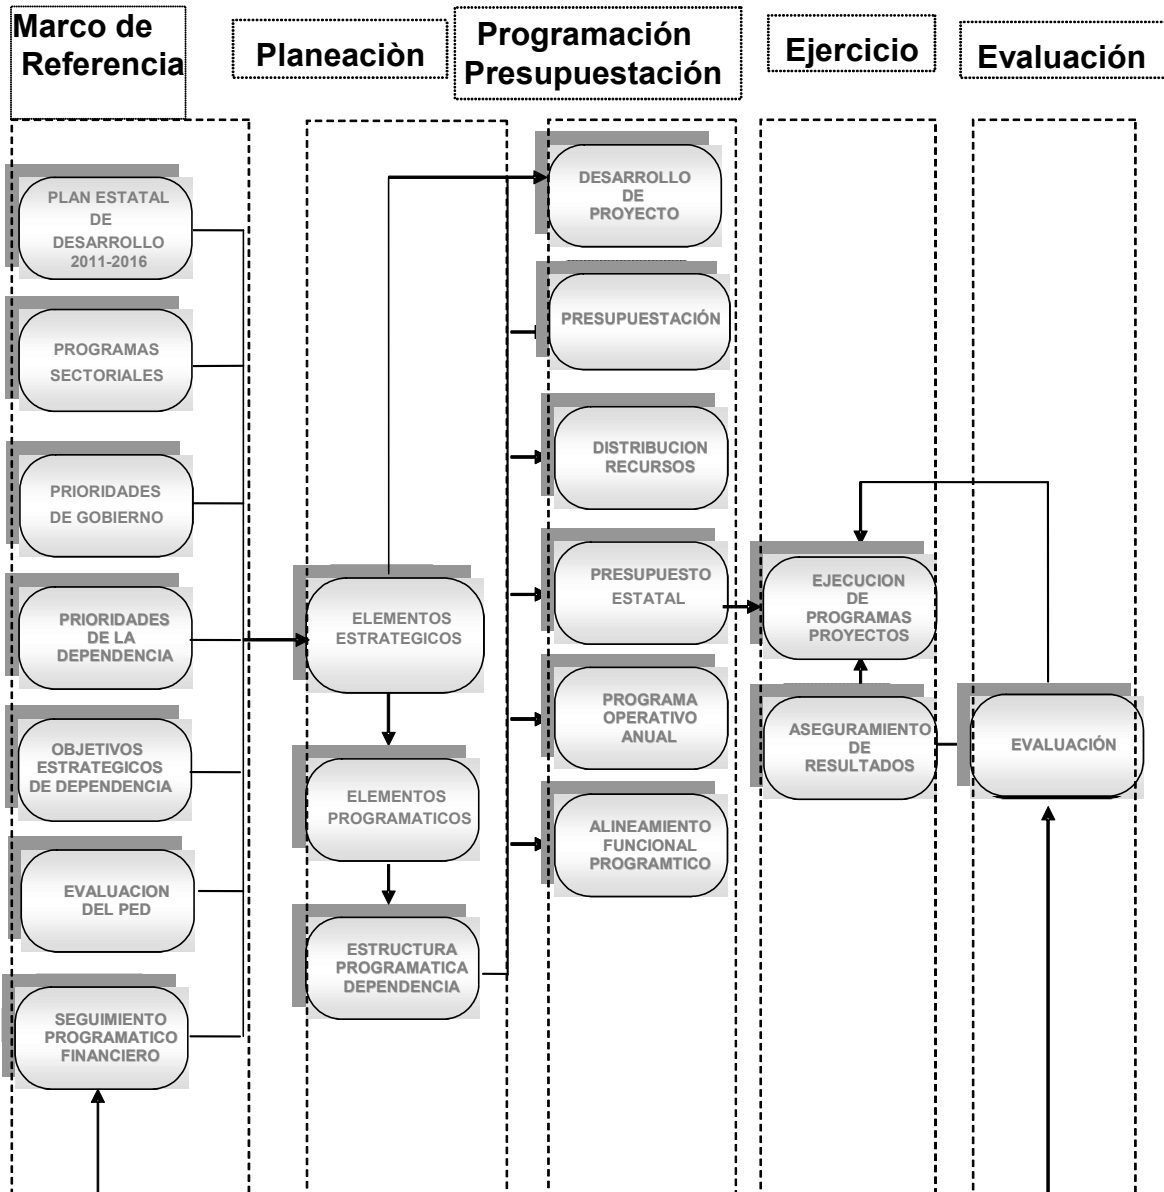 Marco de
Referencia
Planeaciòn
Programación
Presupuestación
Ejercicio
Evaluación
PLAN ESTATAL
DE
DESARROLLO
2011-2016
PROGRAMAS
SECTORIALES
PRIORIDADES
DE GOBIERNO
PRIORIDADES
DE LA
DEPENDENCIA
OBJETIVOS
ESTRATEGICOS
DE DEPENDENCIA
EVALUACION
DEL PED
SEGUIMIENTO
PROGRAMATICO
FINANCIERO
ELEMENTOS
ESTRATEGICOS
ELEMENTOS
PROGRAMATICOS
ESTRUCTURA
PROGRAMATICA
DEPENDENCIA
DESARROLLO
DE
PROYECTO
PRESUPUESTACIÓN
DISTRIBUCION
RECURSOS
PRESUPUESTO
ESTATAL
PROGRAMA
OPERATIVO
ANUAL
ALINEAMIENTO
FUNCIONAL
PROGRAMTICO
EJECUCION
DE
PROGRAMAS
PROYECTOS
ASEGURAMIENTO
DE
RESULTADOS
EVALUACIÓN